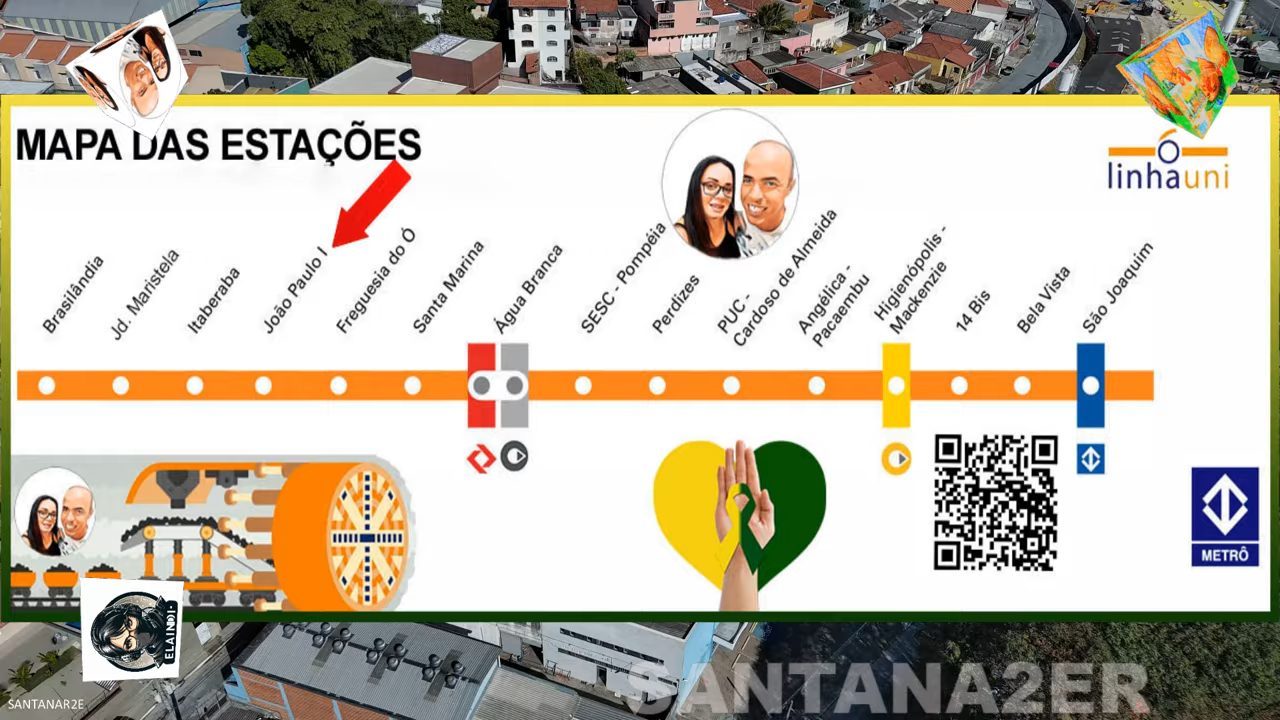 MAPA DAS ESTAÇÕES
linhauni
Brasilândia
Jd. Maristela
Itaberaba
João Paulo I
Freguesia do Ó
Santa Marina
Água Branca
SESC - Pompéia
Perdizes
PUC -
Cardoso de Almeida
Angélica -
Pacaembu
Higienópolis -
Mackenzie
14 Bis
Bela Vista
São Joaquim
METRÔ
ELAINDI-
SANTANA2ER
SANTANAR2E